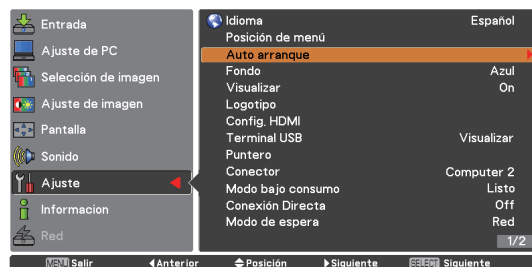 Entrada
Ajuste de PC
Selección de imagen
Ajuste de imagen
Pantalla
Sonido
Ajuste
Informacion
Red
Idioma Español
Posición de menú
Auto arranque
Fondo Azul
Visualizar On
Logotipo
Config. HDMI
Terminal USB Visualizar
Puntero
Conector Computer 2
Modo bajo consumo Listo
Conexión Directa Off
Modo de espera Red
1/2
MENU Salir Anterior Posición Siguiente SELECT Siguiente